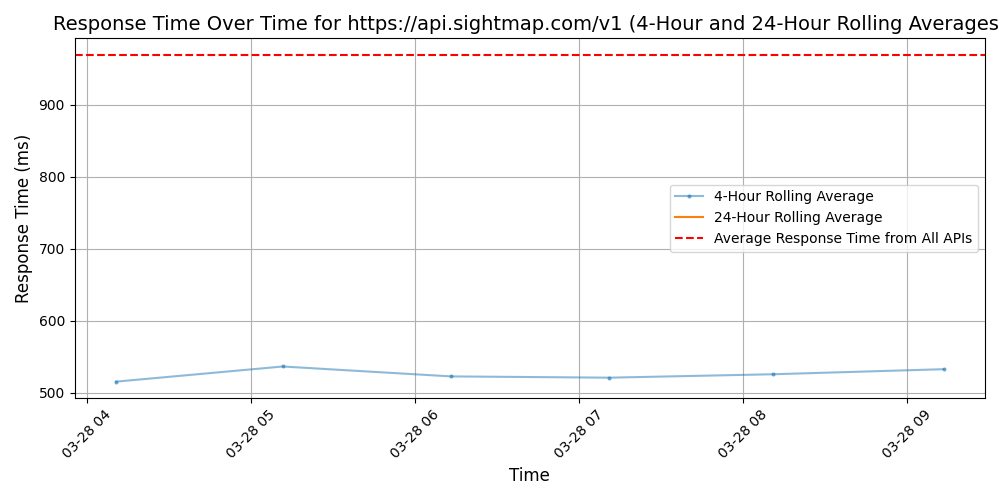 Response Time Over Time for https://api.sightmap.com/v1 (4-Hour and 24-Hour Rolling Averages
Response Time (ms)
900
800
700
600
500
4-Hour Rolling Average
24-Hour Rolling Average
Average Response Time from All APIs
03-28 04
03-28 05
03-28 06
03-28 07
03-28 08
03-28 09
Time